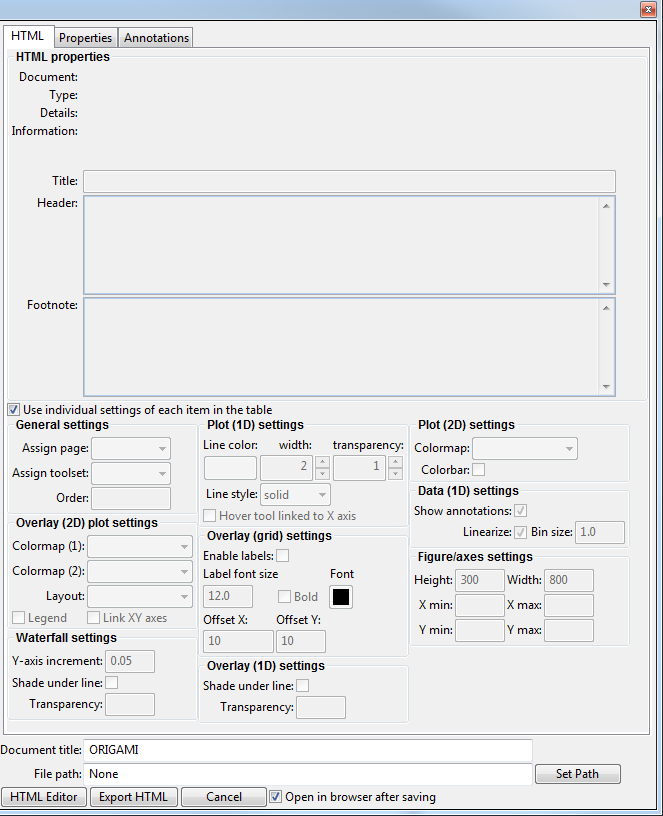 HTML Properties Annotations
HTML properties
Document:
Type:
Details:
Information:
Title:
Header:
Footnote:
Use individual settings of each item in the table
General settings
Assign page:
Assign toolset:
Order:
Overlay (2D) plot settings
Colormap (1):
Colormap (2):
Layout:
Legend Link XY axes
Waterfall settings
Y-axis increment: 0.05
Shade under line:
Transparency:
Plot (1D) settings
Line color: width: transparency:
2 1
Line style: solid
Hover tool linked to X axis
Overlay (grid) settings
Enable labels:
Label font size Font
12.0 Bold
Offset X: Offset Y:
10 10
Overlay (1D) settings
Shade under line:
Transparency:
Plot (2D) settings
Colormap:
Colorbar:
Data (1D) settings
Show annotations:
Linearize: Bin size: 1.0
Figure/axes settings
Height: 300 Width: 800
X min: X max:
Y min: Y max:
Document title: ORIGAMI
File path: None Set Path
HTML Editor Export HTML Cancel Open in browser after saving